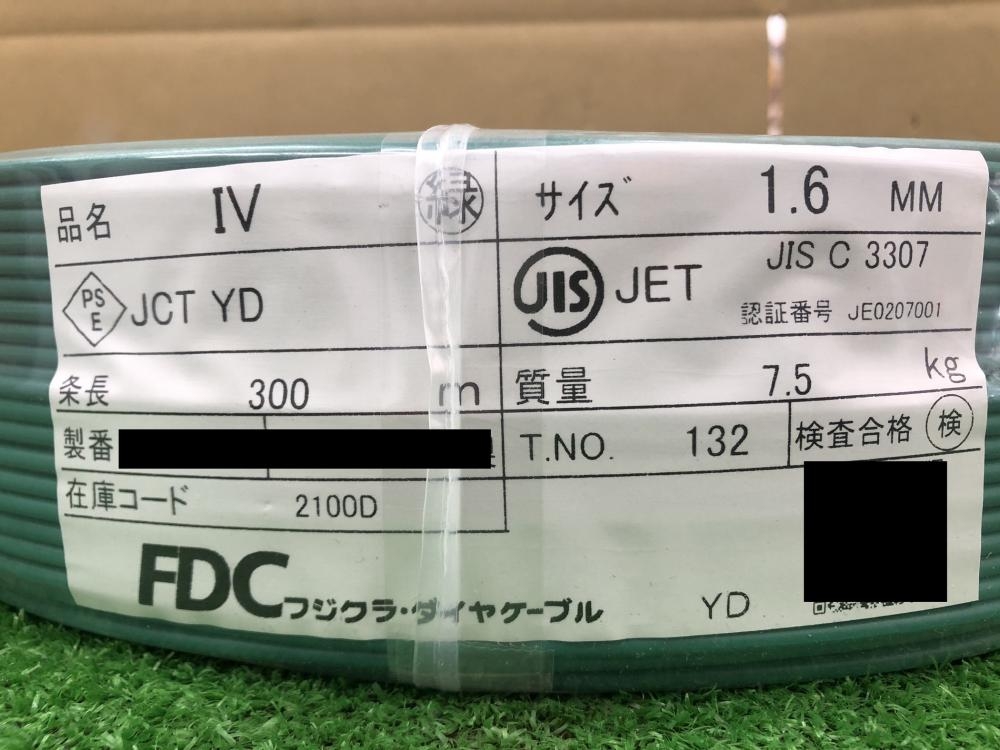 品名 IV 緑 サイズ 1.6 MM
PS E JCT YD JIS JET JIS C 3307
認証番号 JE0207001
条長 300 m 質量 7.5 kg
製番 T.NO. 132 検査合格 検
在庫コード 2100D
FDC フジクラ・ダイヤケーブル YD